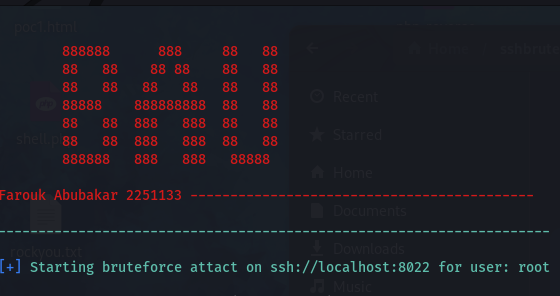 poc1.html
888888      888     88   88
88   88    88 88    88   88
88   88   88   88   88   88
88888    888888888  88   88
88   88  888   888  88   88
88   88  888   888  88   88
888888   888   888   88888
Recent
Starred
Home
Farouk Abubakar 2251133 -------------------------------------------
Documents
---------------------------------------------------------------------
Downloads
rockyou.txt
[+] Starting bruteforce attact on ssh://localhost:8022 for user: root
Music